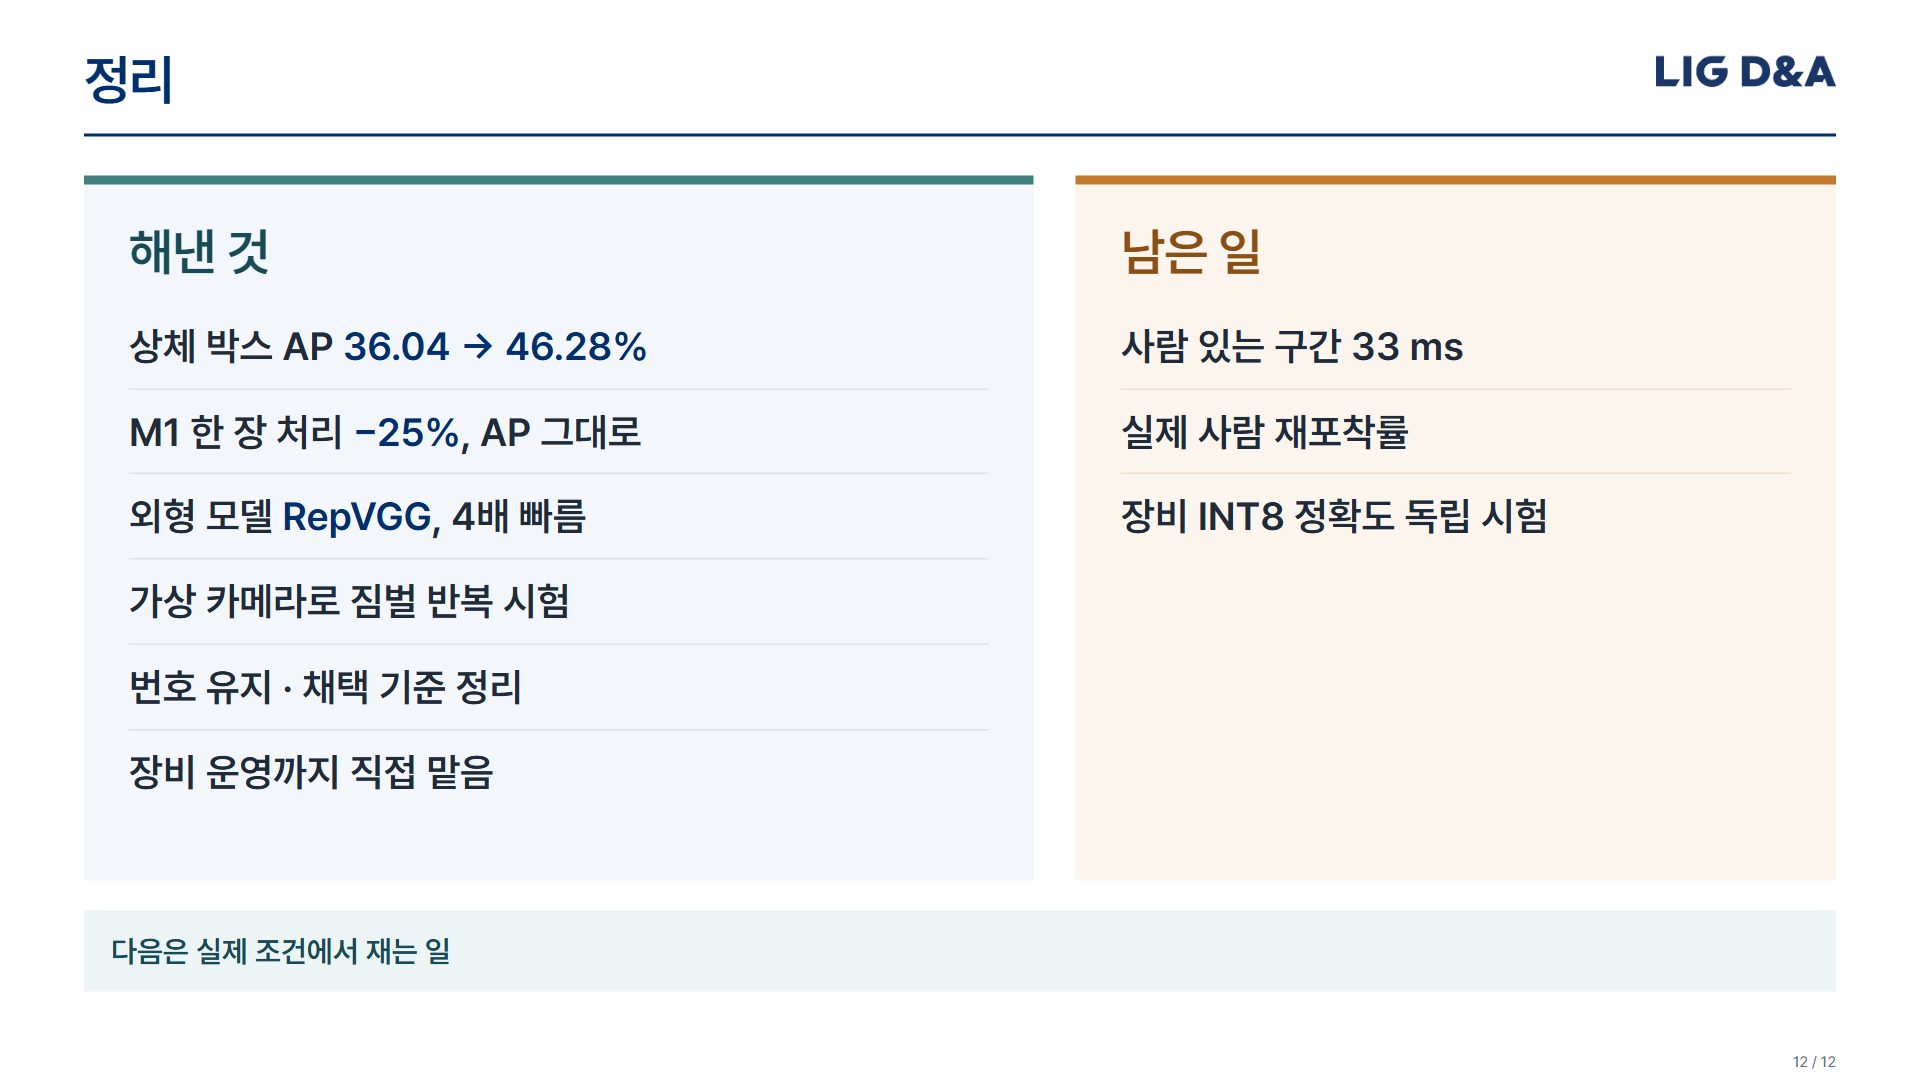 정리
LIG D&A
해낸 것
상체 박스 AP 36.04 → 46.28%
M1 한 장 처리 −25%, AP 그대로
외형 모델 RepVGG, 4배 빠름
가상 카메라로 짐벌 반복 시험
번호 유지 · 채택 기준 정리
장비 운영까지 직접 맡음
남은 일
사람 있는 구간 33 ms
실제 사람 재포착률
장비 INT8 정확도 독립 시험
다음은 실제 조건에서 재는 일
12 / 12